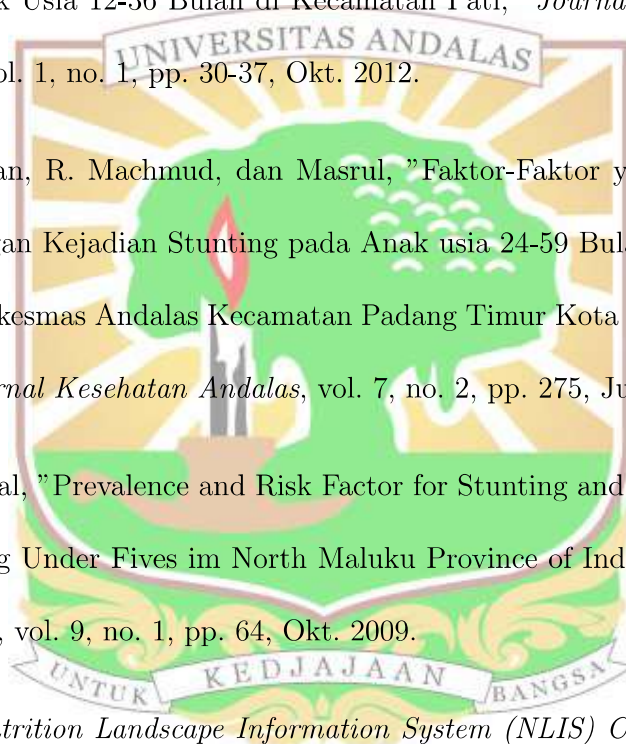 k Usia 12-36 Bulan di Kecamatan Pati," Journal
UNIVERSITAS ANDALAS
ol. 1, no. 1, pp. 30-37, Okt. 2012.
an, R. Machmud, dan Masrul, "Faktor-Faktor y
gan Kejadian Stunting pada Anak usia 24-59 Bul
kesmas Andalas Kecamatan Padang Timur Kota
rnal Kesehatan Andalas, vol. 7, no. 2, pp. 275, Ju
al, "Prevalence and Risk Factor for Stunting and
g Under Fives im North Maluku Province of Ind
, vol. 9, no. 1, pp. 64, Okt. 2009.
UNTUK KEDJAJAAN BANGSA
utrition Landscape Information System (NLIS) C